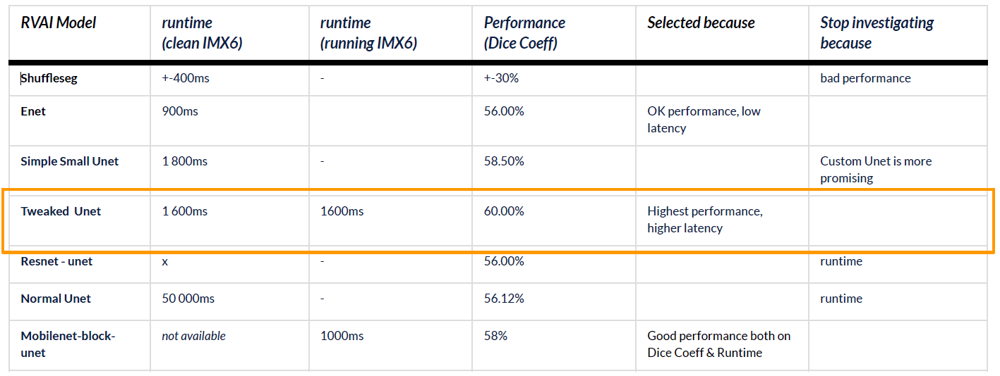 RVAI Model
runtime
(clean IMX6)
runtime
(running IMX6)
Performance
(Dice Coeff)
Selected because
Stop investigating
because
Shuffleseg
+-400ms
-
+-30%
bad performance
Enet
900ms
56.00%
OK performance, low
latency
Simple Small Unet
1 800ms
-
58.50%
Custom Unet is more
promising
Tweaked Unet
1 600ms
1600ms
60.00%
Highest performance,
higher latency
Resnet - unet
x
-
56.00%
runtime
Normal Unet
50 000ms
-
56.12%
runtime
Mobilenet-block-
unet
not available
1000ms
58%
Good performance both on
Dice Coeff & Runtime